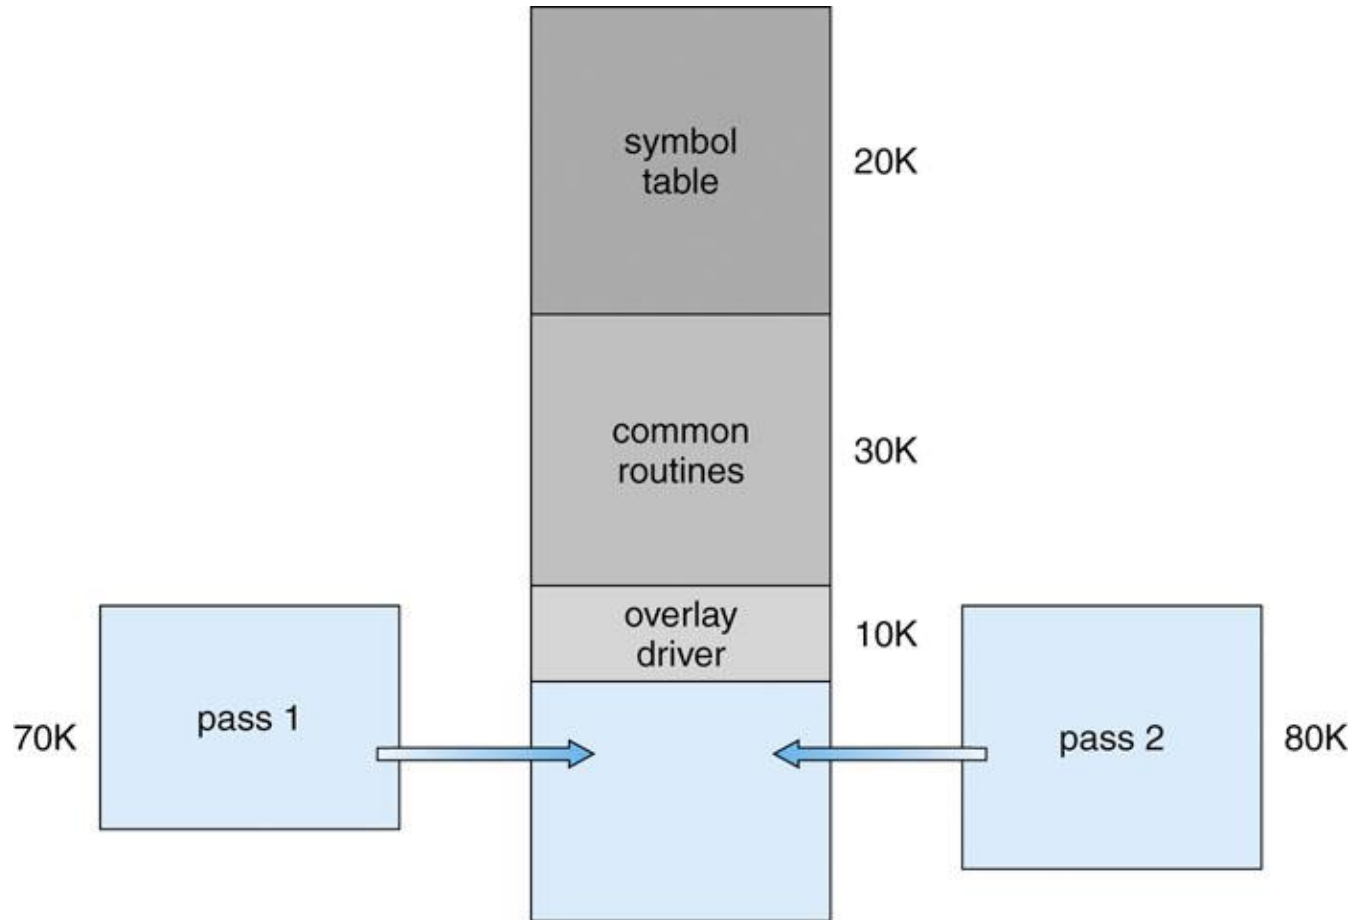 symbol
table
20K
common
routines
30K
overlay
driver
10K
pass 1
70K
pass 2
80K